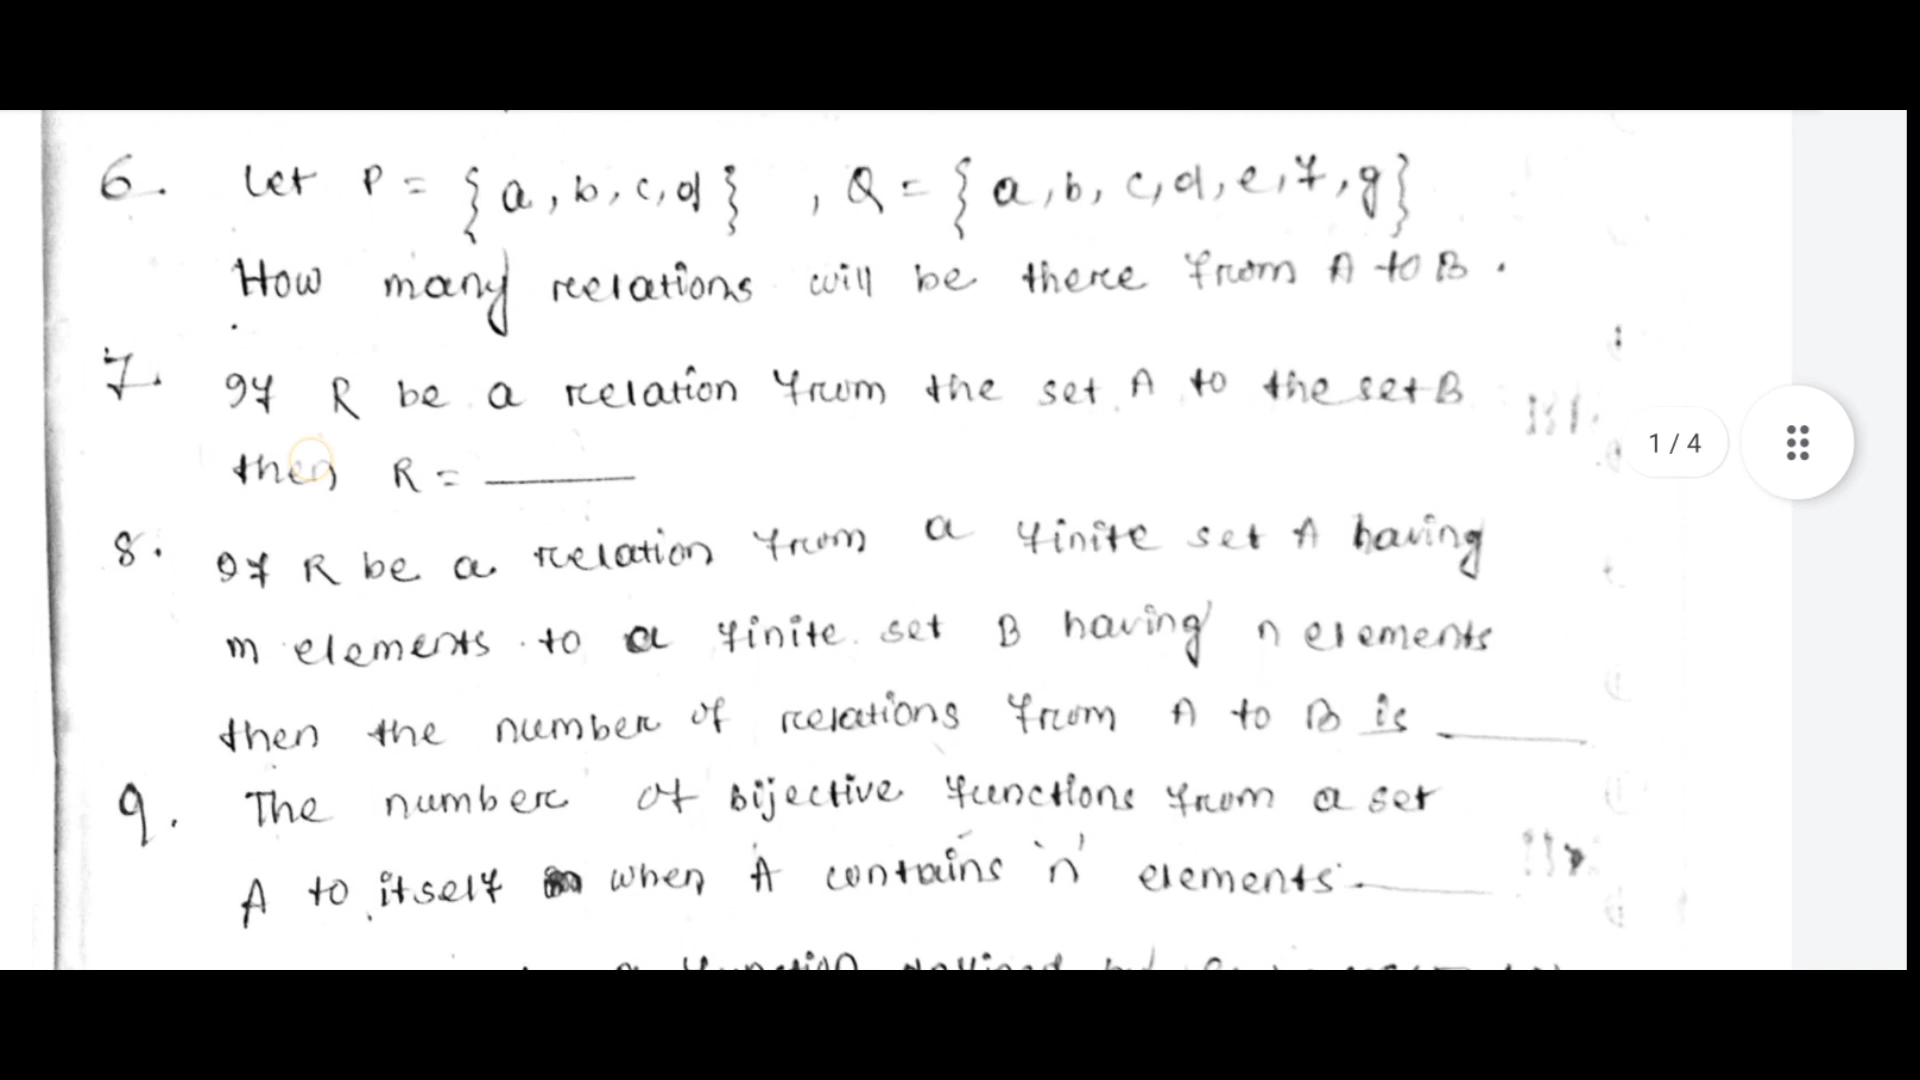 6. Let P = {a, b, c, d} , Q = {a, b, c, d, e, f, g}
How many relations will be there from A to B.
7. If R be a relation from the set A to the set B
then R = ______
8. If R be a relation from a finite set A having
m elements to a finite set B having n elements
then the number of relations from A to B is ______
9. The number of bijective functions from a set
A to itself when A contains 'n' elements ______
1 / 4